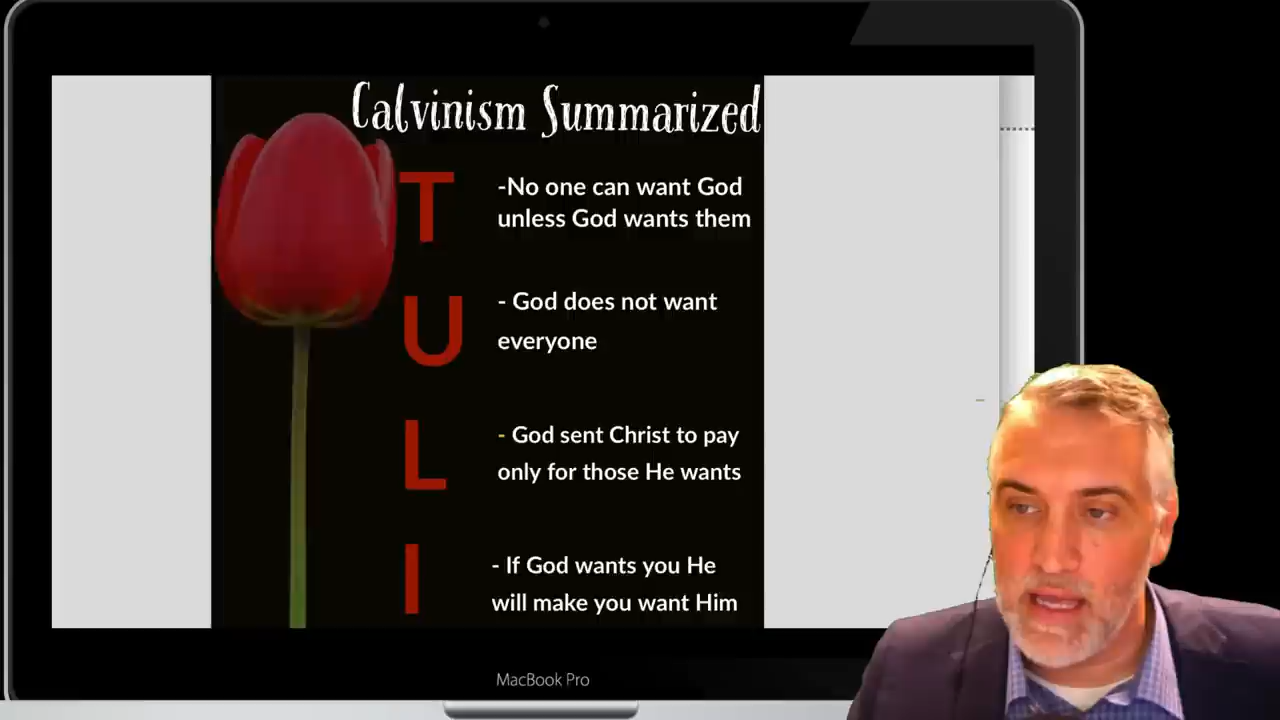 Calvinism Summarized
T
-No one can want God
unless God wants them
U
- God does not want
everyone
L
- God sent Christ to pay
only for those He wants
I
- If God wants you He
will make you want Him
MacBook Pro